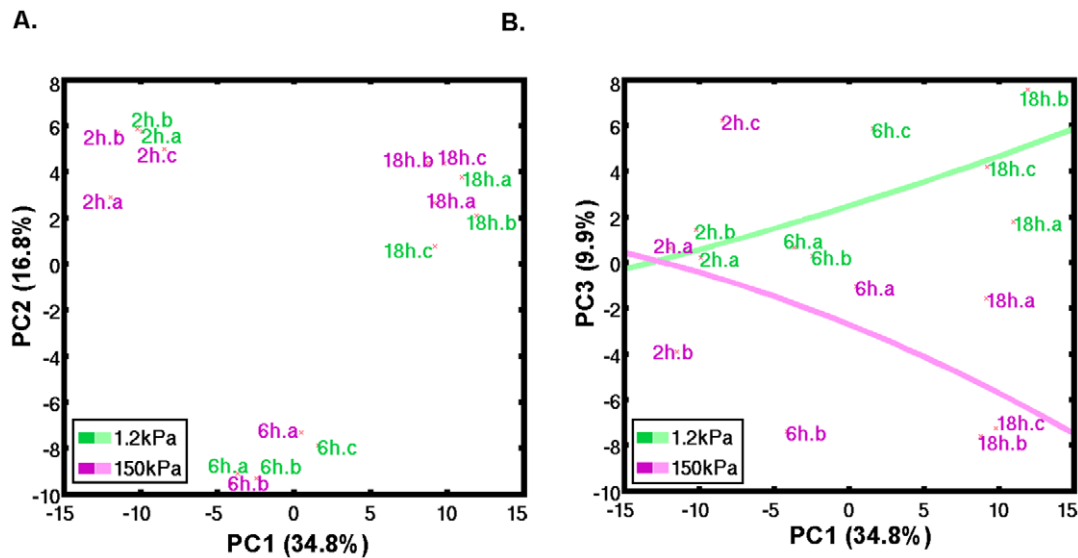 A.
8
6
4
2
0
-2
-4
-6
-8
-10
-15
-10
-5
0
5
10
15
PC2 (16.8%)
PC1 (34.8%)
2h.b
2h.b
2h.a
2h.c
2h.a
18h.b
18h.c
18h.a
18h.a
18h.b
18h.c
6h.a
6h.c
6h.a
6h.b
6h.b
1.2kPa
150kPa
B.
8
6
4
2
0
-2
-4
-6
-8
-10
-15
-10
-5
0
5
10
15
PC3 (9.9%)
PC1 (34.8%)
18h.b
2h.c
6h.c
18h.c
18h.a
2h.b
2h.a
2h.a
6h.a
6h.b
6h.a
18h.a
2h.b
6h.b
18h.c
18h.b
1.2kPa
150kPa